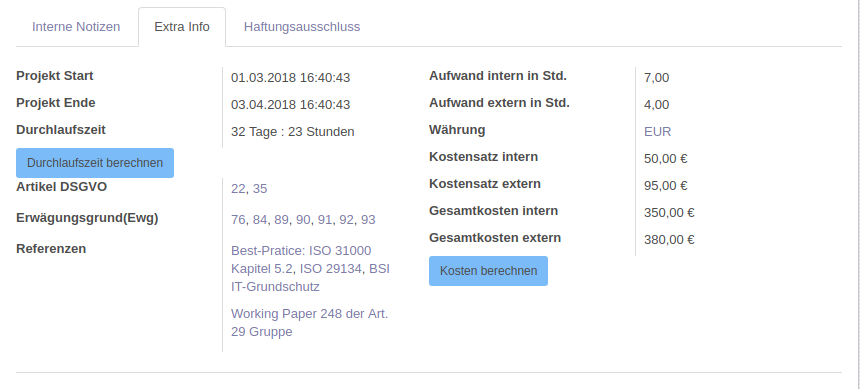 Interne Notizen
Extra Info
Haftungsausschluss
Projekt Start 01.03.2018 16:40:43
Projekt Ende 03.04.2018 16:40:43
Durchlaufszeit 32 Tage : 23 Stunden
Durchlaufszeit berechnen
Artikel DSGVO 22, 35
Erwägungsgrund(Ewg) 76, 84, 89, 90, 91, 92, 93
Referenzen Best-Pratice: ISO 31000
Kapitel 5.2, ISO 29134, BSI
IT-Grundschutz
Working Paper 248 der Art.
29 Gruppe
Aufwand intern in Std. 7,00
Aufwand extern in Std. 4,00
Währung EUR
Kostensatz intern 50,00 €
Kostensatz extern 95,00 €
Gesamtkosten intern 350,00 €
Gesamtkosten extern 380,00 €
Kosten berechnen